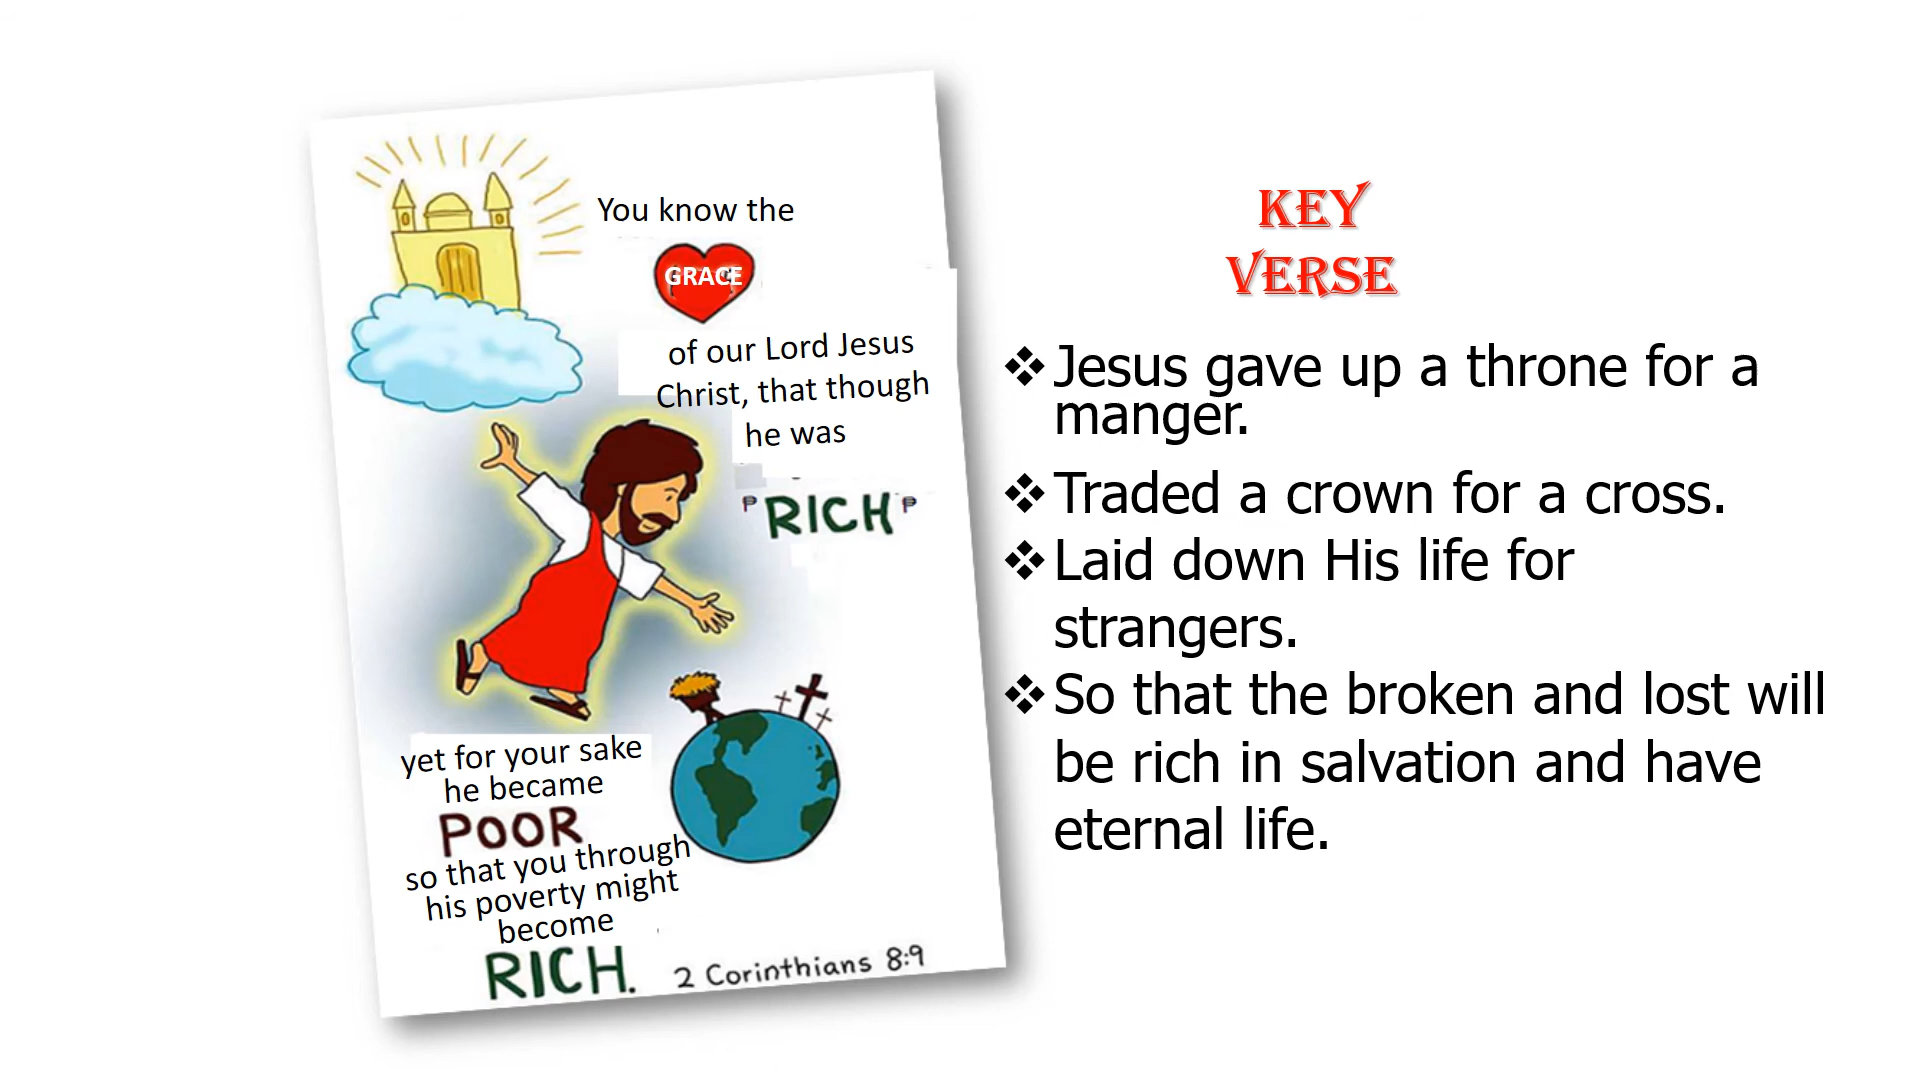 You know the
GRACE
of our Lord Jesus
Christ, that though
he was
₱RICH₱
yet for your sake
he became
POOR
so that you through
his poverty might
become
RICH.
2 Corinthians 8:9
KEY
VERSE
❖Jesus gave up a throne for a
manger.
❖Traded a crown for a cross.
❖Laid down His life for
strangers.
❖So that the broken and lost will
be rich in salvation and have
eternal life.